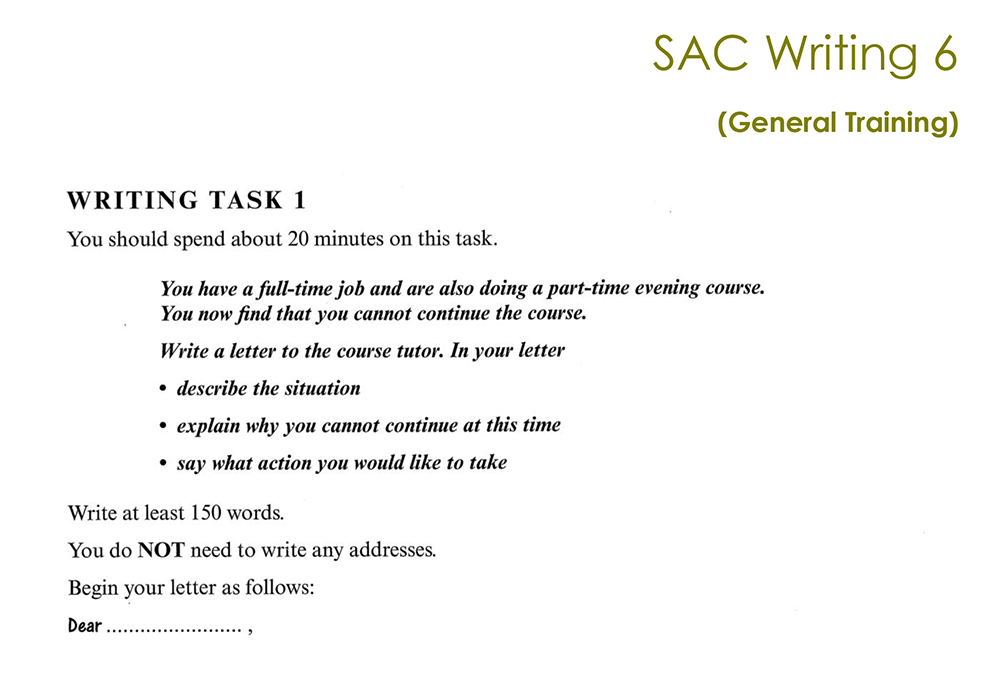 SAC Writing 6
(General Training)
WRITING TASK 1
You should spend about 20 minutes on this task.
You have a full-time job and are also doing a part-time evening course.
You now find that you cannot continue the course.
Write a letter to the course tutor. In your letter
• describe the situation
• explain why you cannot continue at this time
• say what action you would like to take
Write at least 150 words.
You do NOT need to write any addresses.
Begin your letter as follows:
Dear ........................ ,